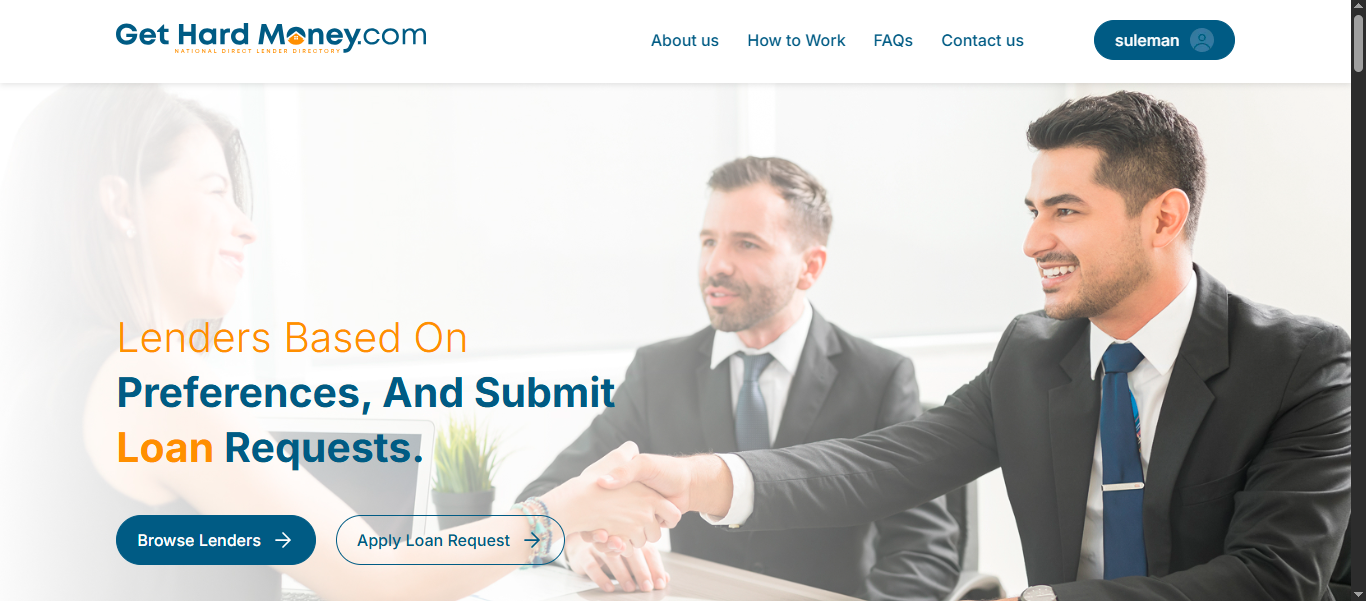 Get Hard Money.com
NATIONAL DIRECT LENDER DIRECTORY
About us
How to Work
FAQs
Contact us
suleman
Lenders Based On
Preferences, And Submit
Loan Requests.
Browse Lenders
Apply Loan Request